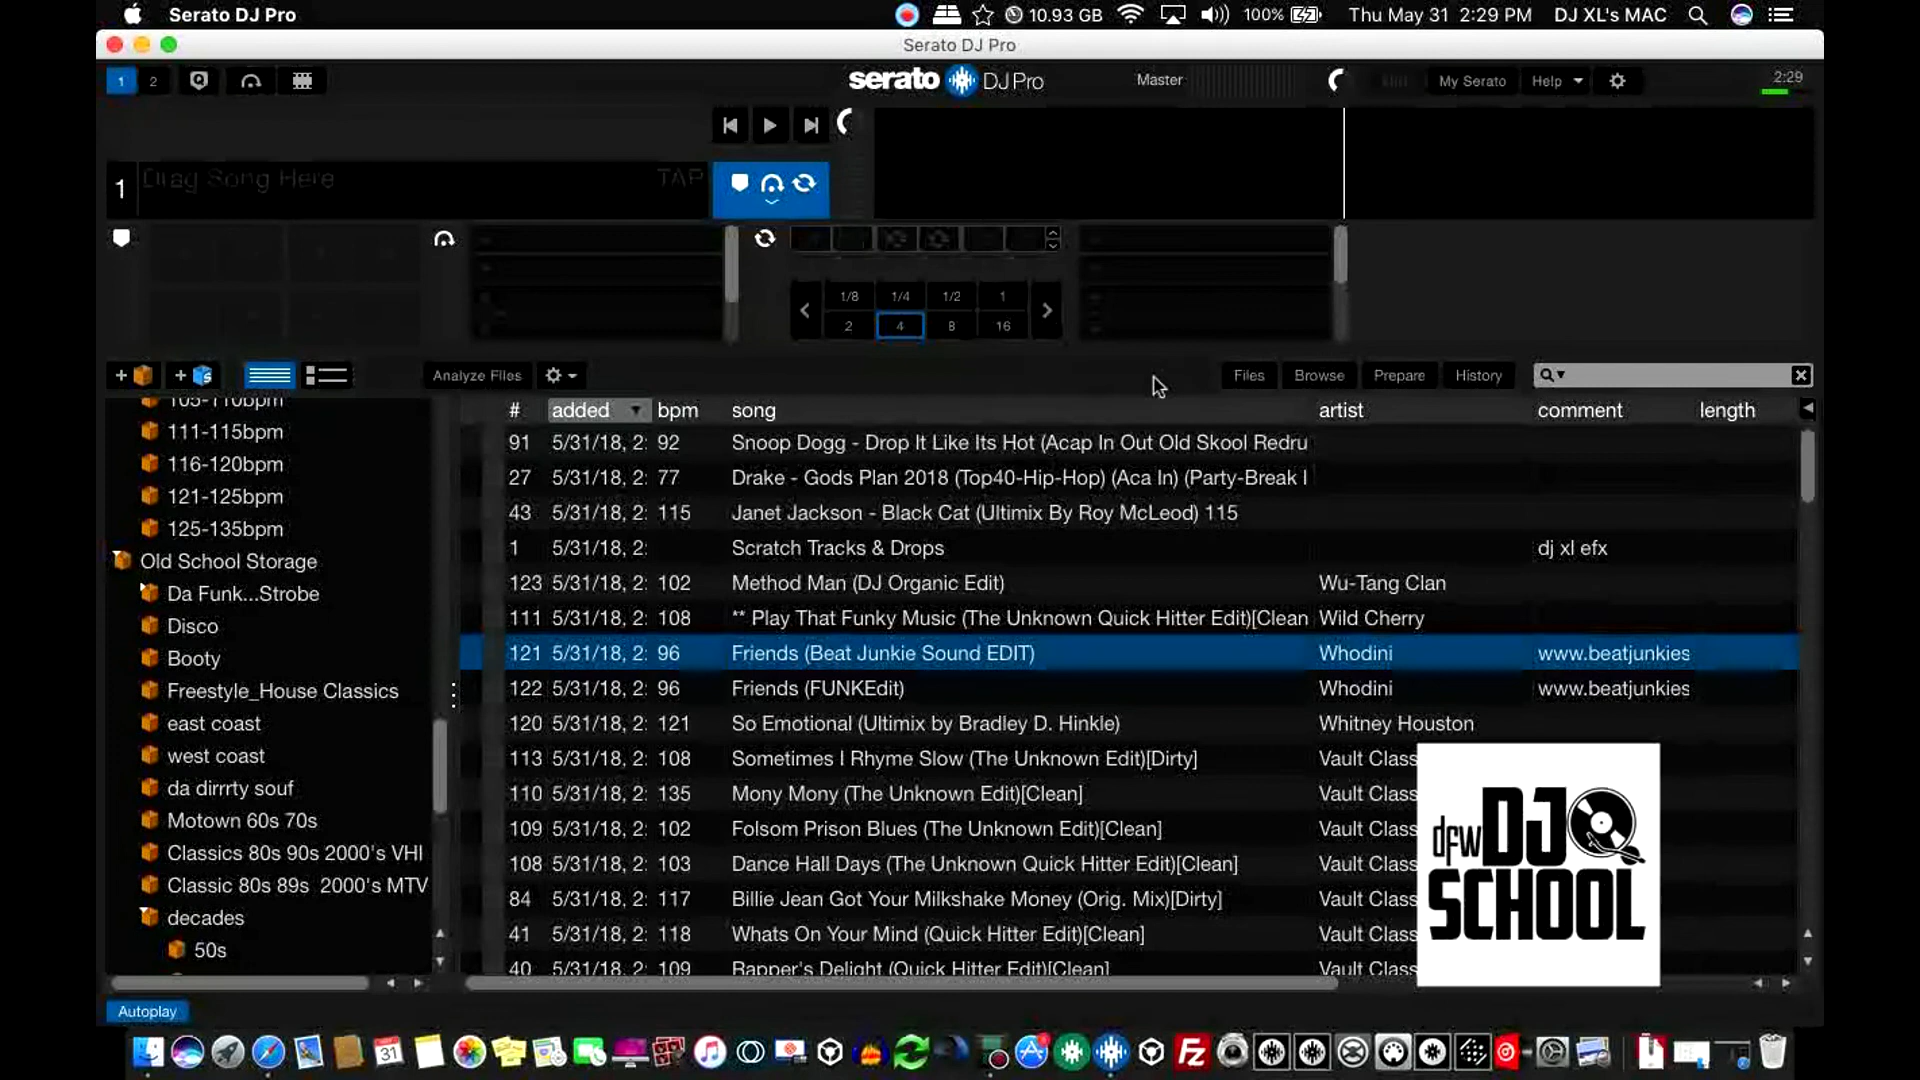 Serato DJ Pro
10.93 GB
100%
Thu May 31 2:29 PM
DJ XL's MAC
Serato DJ Pro
1
2
serato DJ Pro
Master
My Serato
Help
2:29
1
Drag Song Here
TAP
1/8 1/4 1/2 1
2 4 8 16
Analyze Files
Files
Browse
Prepare
History
105-110bpm
111-115bpm
116-120bpm
121-125bpm
125-135bpm
Old School Storage
Da Funk...Strobe
Disco
Booty
Freestyle_House Classics
east coast
west coast
da dirrrty souf
Motown 60s 70s
Classics 80s 90s 2000's VHI
Classic 80s 89s 2000's MTV
decades
50s
# added bpm song artist comment length
91 5/31/18, 2: 92 Snoop Dogg - Drop It Like Its Hot (Acap In Out Old Skool Redru
27 5/31/18, 2: 77 Drake - Gods Plan 2018 (Top40-Hip-Hop) (Aca In) (Party-Break I
43 5/31/18, 2: 115 Janet Jackson - Black Cat (Ultimix By Roy McLeod) 115
1 5/31/18, 2: Scratch Tracks & Drops dj xl efx
123 5/31/18, 2: 102 Method Man (DJ Organic Edit) Wu-Tang Clan
111 5/31/18, 2: 108 ** Play That Funky Music (The Unknown Quick Hitter Edit)[Clean Wild Cherry
121 5/31/18, 2: 96 Friends (Beat Junkie Sound EDIT) Whodini www.beatjunkies
122 5/31/18, 2: 96 Friends (FUNKEdit) Whodini www.beatjunkies
120 5/31/18, 2: 121 So Emotional (Ultimix by Bradley D. Hinkle) Whitney Houston
113 5/31/18, 2: 108 Sometimes I Rhyme Slow (The Unknown Edit)[Dirty] Vault Class
110 5/31/18, 2: 135 Mony Mony (The Unknown Edit)[Clean] Vault Class
109 5/31/18, 2: 102 Folsom Prison Blues (The Unknown Edit)[Clean] Vault Class
108 5/31/18, 2: 103 Dance Hall Days (The Unknown Quick Hitter Edit)[Clean] Vault Class
84 5/31/18, 2: 117 Billie Jean Got Your Milkshake Money (Orig. Mix)[Dirty] Vault Class
41 5/31/18, 2: 118 Whats On Your Mind (Quick Hitter Edit)[Clean] Vault Class
40 5/31/18, 2: 109 Rapper's Delight (Quick Hitter Edit)[Clean] Vault Class
dfw DJ
SCHOOL
Autoplay
31